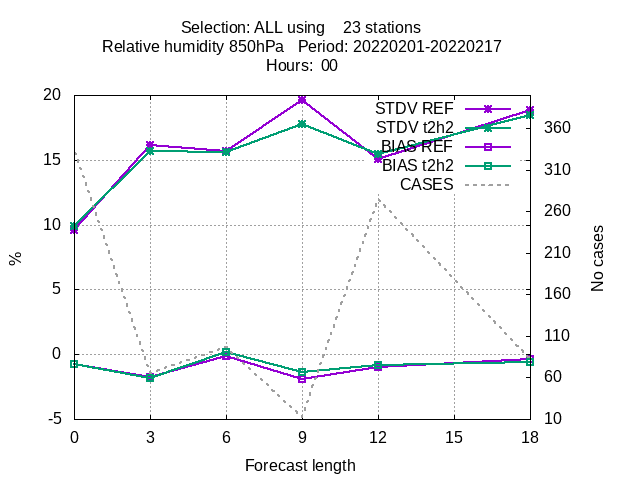 Selection: ALL using    23 stations
Relative humidity 850hPa   Period: 20220201-20220217
Hours:  00
STDV REF
STDV t2h2
BIAS REF
BIAS t2h2
CASES
20
15
10
5
0
-5
%
360
310
260
210
160
110
60
10
No cases
0 3 6 9 12 15 18
Forecast length